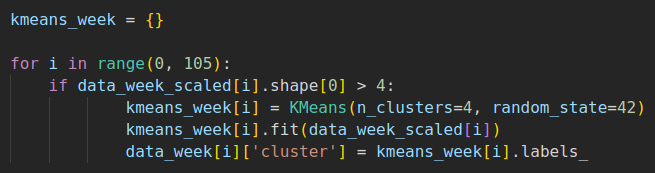 kmeans_week = {}
for i in range(0, 105):
if data_week_scaled[i].shape[0] > 4:
kmeans_week[i] = KMeans(n_clusters=4, random_state=42)
kmeans_week[i].fit(data_week_scaled[i])
data_week[i]['cluster'] = kmeans_week[i].labels_